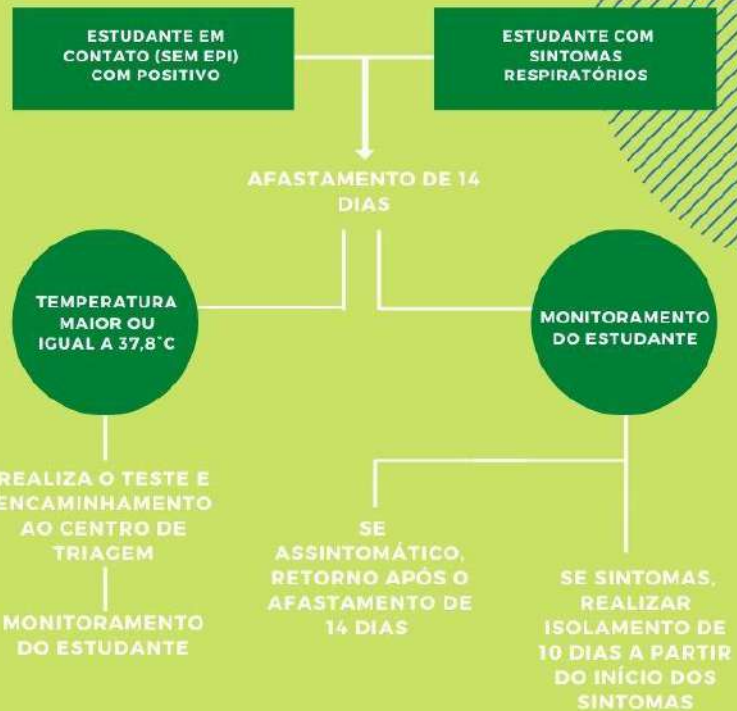 ESTUDANTE EM
CONTATO (SEM EPI)
COM POSITIVO
ESTUDANTE COM
SINTOMAS
RESPIRATÓRIOS
AFASTAMENTO DE 14
DIAS
TEMPERATURA
MAIOR OU
IGUAL A 37,8°C
MONITORAMENTO
DO ESTUDANTE
REALIZA O TESTE E
ENCAMINHAMENTO
AO CENTRO DE
TRIAGEM
MONITORAMENTO
DO ESTUDANTE
SE
ASSINTOMÁTICO,
RETORNO APÓS O
AFASTAMENTO DE
14 DIAS
SE SINTOMAS,
REALIZAR
ISOLAMENTO DE
10 DIAS A PARTIR
DO INÍCIO DOS
SINTOMAS